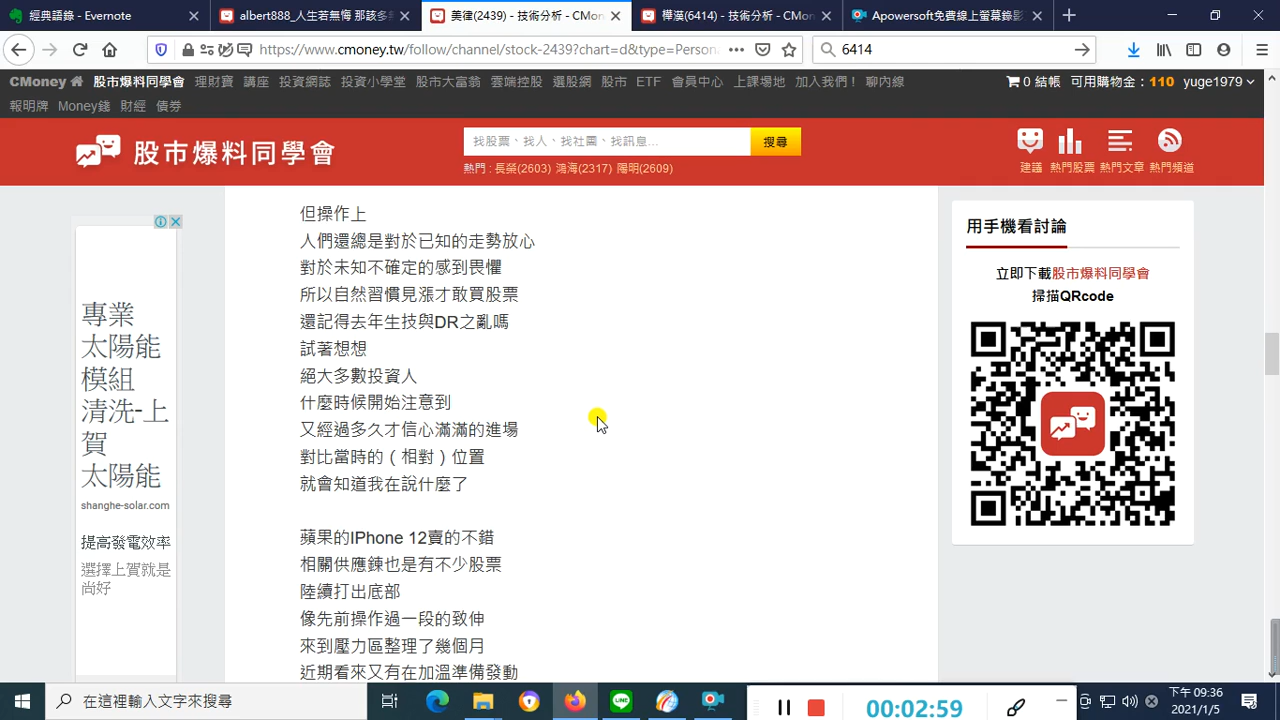 經典語錄 - Evernote
albert888_人生若無悔 那該多
美律(2439) - 技術分析 - CMon
樺漢(6414) - 技術分析 - CMon
Apowersoft免費線上螢幕錄影
https://www.cmoney.tw/follow/channel/stock-2439?chart=d&type=Person
6414
CMoney 股市爆料同學會 理財寶 講座 投資網誌 投資小學堂 股市大富翁 雲端控股 選股網 股市 ETF 會員中心 上課場地 加入我們! 聊內線
0 結帳 可用購物金:110 yuge1979
報明牌 Money錢 財經 債券
股市爆料同學會
找股票、找人、找社團、找訊息...
搜尋
熱門 : 長榮(2603) 鴻海(2317) 陽明(2609)
建議 熱門股票 熱門文章 熱門頻道
但操作上
人們還總是對於已知的走勢放心
對於未知不確定的感到畏懼
所以自然習慣見漲才敢買股票
還記得去年生技與DR之亂嗎
試著想想
絕大多數投資人
什麼時候開始注意到
又經過多久才信心滿滿的進場
對比當時的（相對）位置
就會知道我在說什麼了
蘋果的IPhone 12賣的不錯
相關供應鍊也是有不少股票
陸續打出底部
像先前操作過一段的致伸
來到壓力區整理了幾個月
近期看來又有在加溫準備發動
專業
太陽能
模組
清洗-上
賀
太陽能
shanghe-solar.com
提高發電效率
選擇上賀就是
尚好
用手機看討論
立即下載股市爆料同學會
掃描QRcode
在這裡輸入文字來搜尋
00:02:59
下午 09:36
2021/1/5